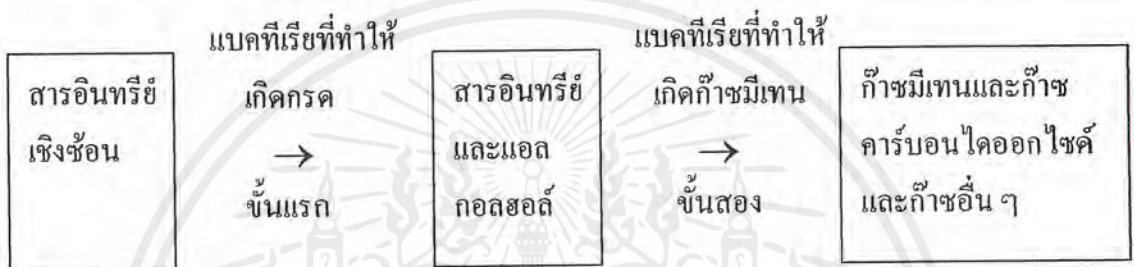 สารอินทรีย์
เชิงซ้อน
แบคทีเรียที่ทำให้
เกิดกรด
→
ขั้นแรก
สารอินทรีย์
และแอล
กอลฮอล์
แบคทีเรียที่ทำให้
เกิดก๊าซมีเทน
→
ขั้นสอง
ก๊าซมีเทนและก๊าซ
คาร์บอนไดออกไซด์
และก๊าซอื่น ๆ